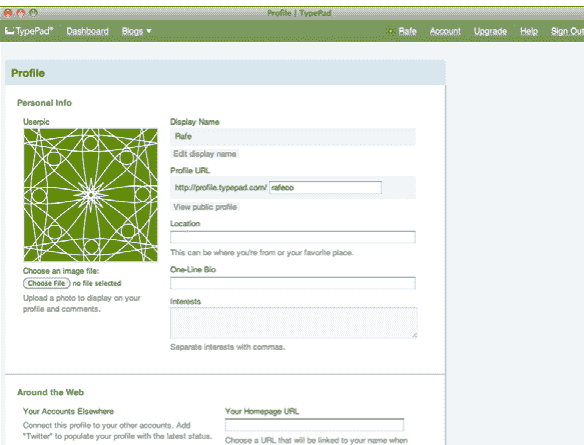 Profile | TypePad
TypePad® Dashboard Blogs ▾ Rafe Account Upgrade Help Sign Out
Profile
Personal Info
Userpic
Display Name
Rafe
Edit display name
Profile URL
http://profile.typepad.com/ rafeco
View public profile
Location
This can be where you're from or your favorite place.
Choose an image file:
Choose File no file selected
Upload a photo to display on your
profile and comments.
One-Line Bio
Interests
Separate interests with commas.
Around the Web
Your Accounts Elsewhere
Connect this profile to your other accounts. Add
"Twitter" to populate your profile with the latest status.
Your Homepage URL
Choose a URL that will be linked to your name when